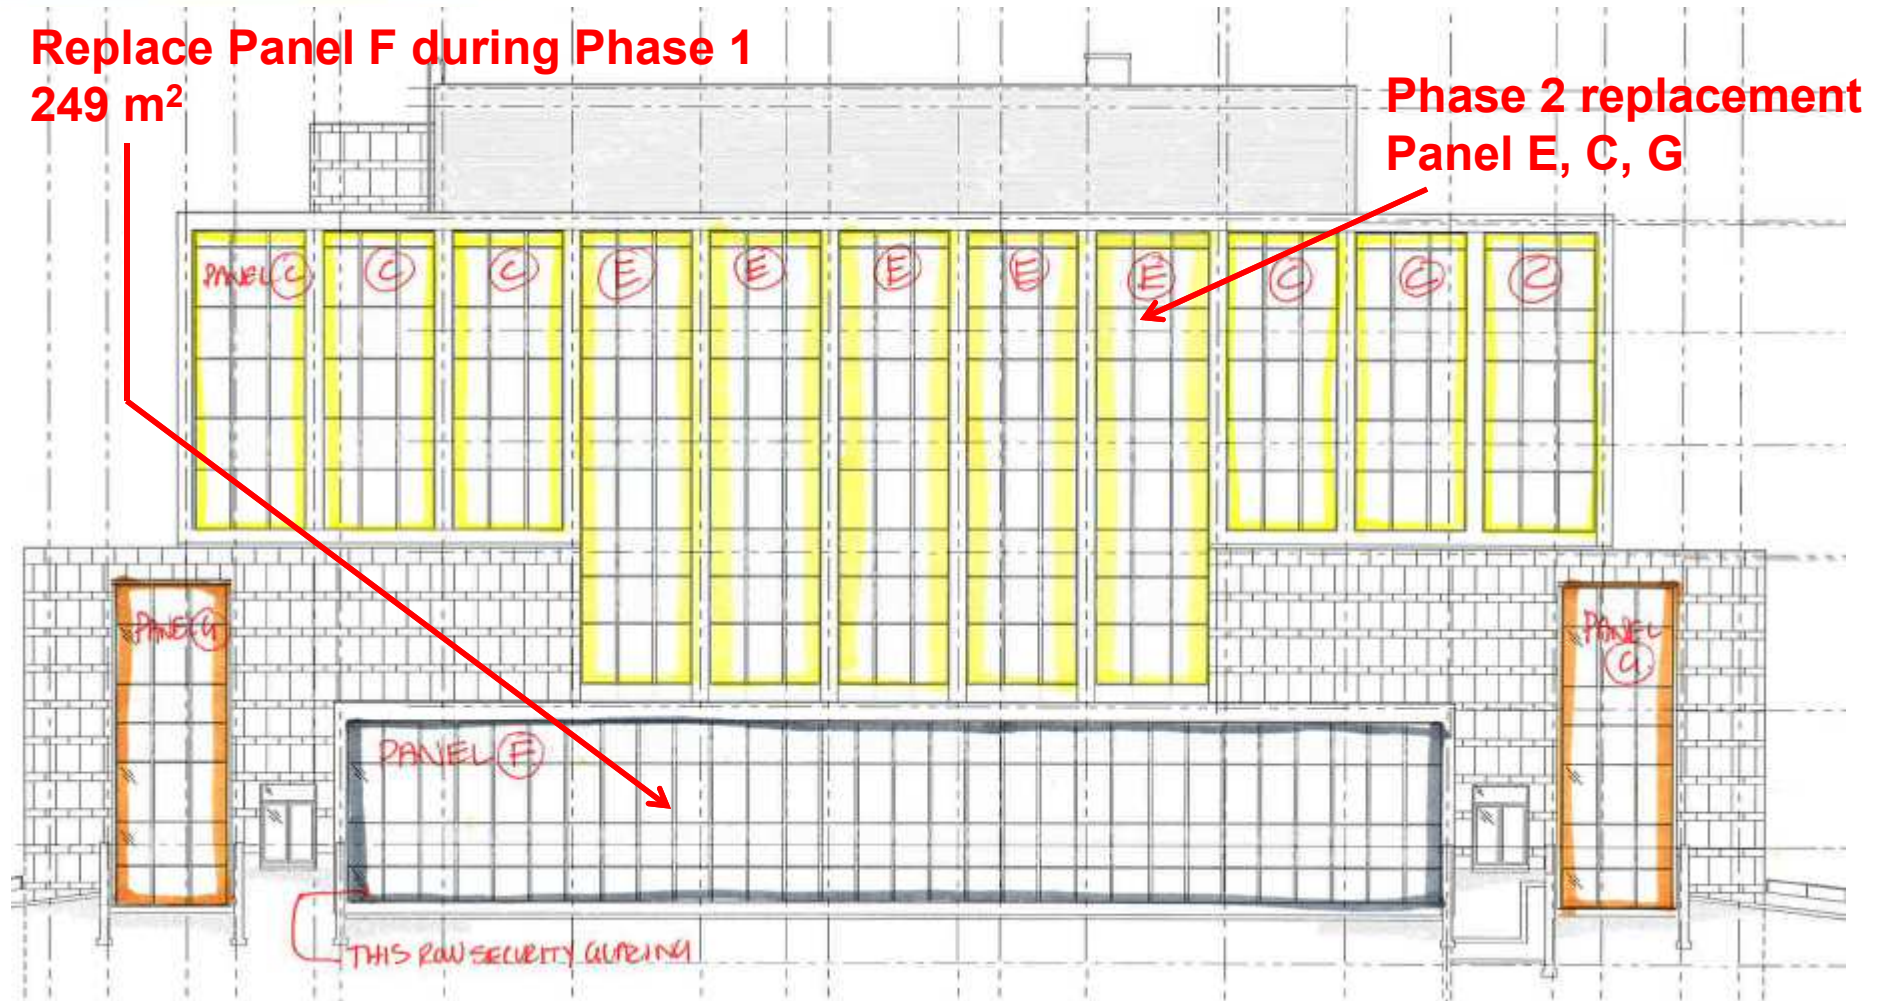 Replace Panel F during Phase 1
249 m²
Phase 2 replacement
Panel E, C, G
PANEL C
C
C
E
E
E
E
E
C
C
C
PANEL G
PANEL
G
PANEL F
THIS ROW SECURITY GLAZING